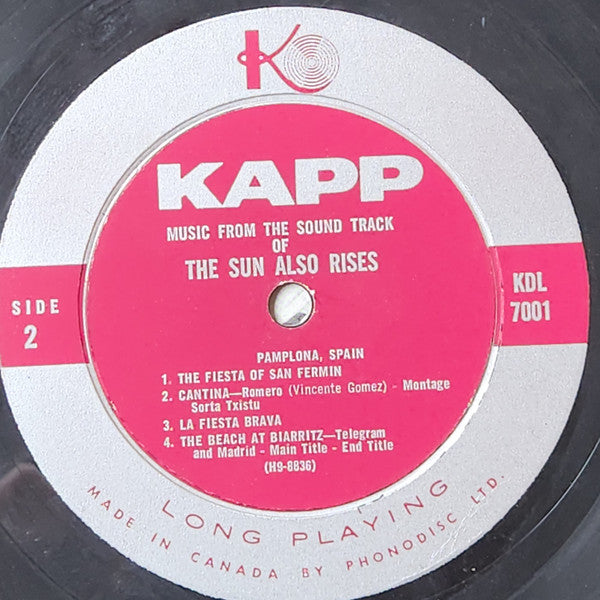 K
KAPP
MUSIC FROM THE SOUND TRACK
OF
THE SUN ALSO RISES
SIDE
2
KDL
7001
PAMPLONA, SPAIN
1. THE FIESTA OF SAN FERMIN
2. CANTINA—Romero (Vincente Gomez) - Montage
Sorta Txistu
3. LA FIESTA BRAVA
4. THE BEACH AT BIARRITZ—Telegram
and Madrid - Main Title - End Title
(H9-8836)
LONG PLAYING
MADE IN CANADA BY PHONODISC LTD.